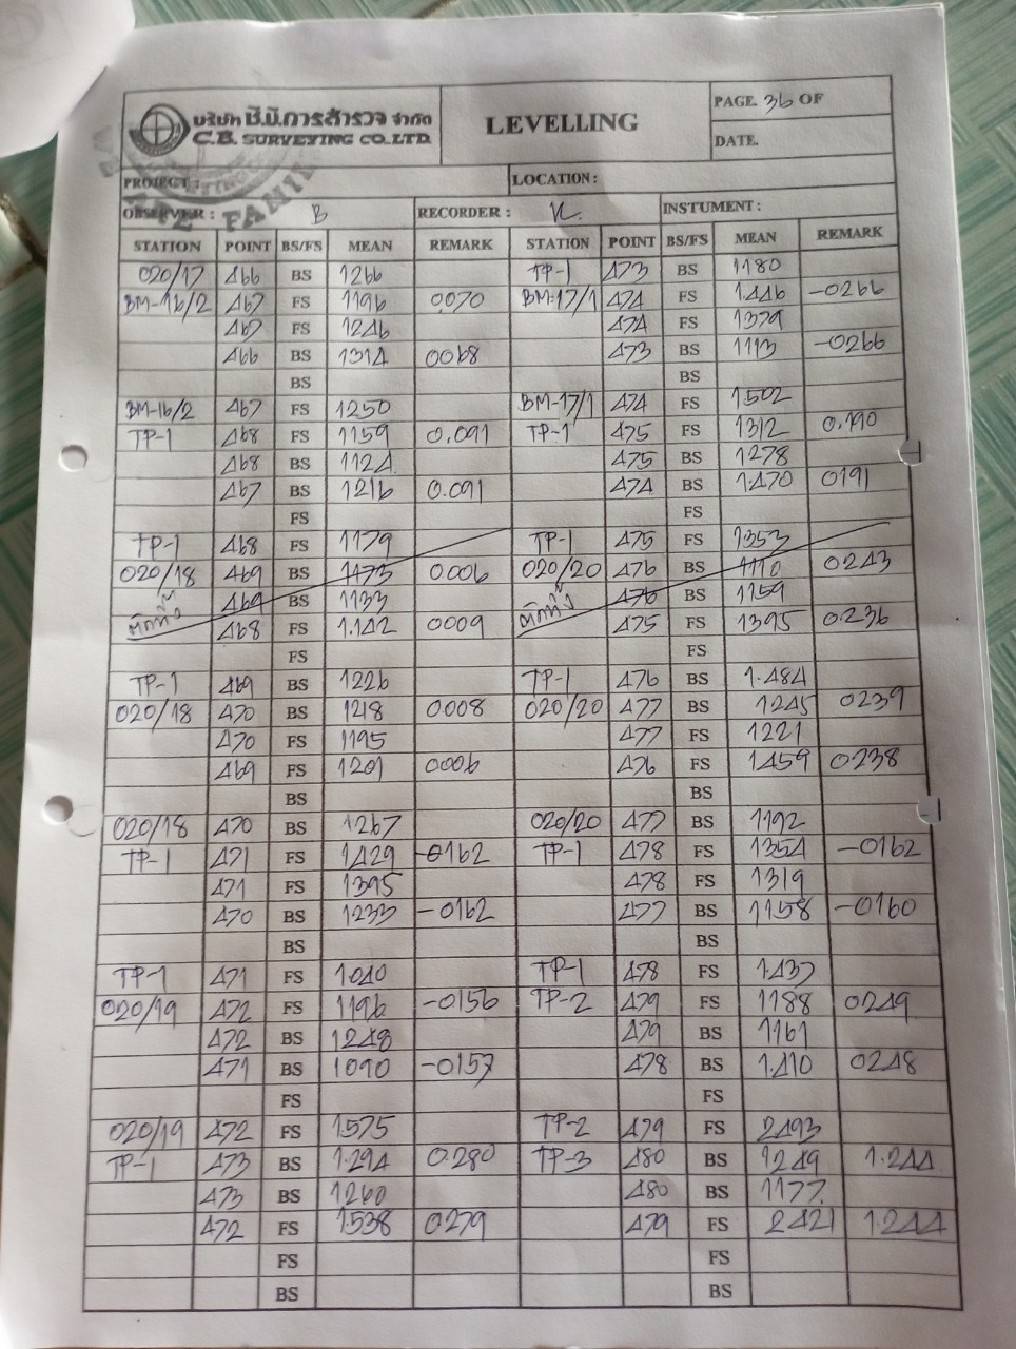 บริษัท ซี.บี.การสำรวจ จำกัด
C.B. SURVEYING CO.LTD.
LEVELLING
PAGE. 36 OF
DATE.
PROJECT :
LOCATION :
OBSERVER : B
RECORDER :
INSTUMENT :
STATION POINT BS/FS MEAN REMARK STATION POINT BS/FS MEAN REMARK
020/17 466 BS 1266 TP-1 473 BS 1180
BM-16/2 467 FS 1196 0070 BM-17/1 474 FS 1446 -0266
467 FS 1246 474 FS 1379
466 BS 1314 0068 473 BS 1113 -0266
BS BS
BM-16/2 467 FS 1250 BM-17/1 474 FS 1502
TP-1 468 FS 1159 0.091 TP-1 475 FS 1312 0.190
468 BS 1124 475 BS 1278
467 BS 1216 0.091 474 BS 1.470 0191
FS FS
TP-1 468 FS 1179 TP-1 475 FS 1353
020/18 469 BS 1173 0.006 020/20 476 BS 1110 0243
469 BS 1133 476 BS 1159
468 FS 1.142 0009 475 FS 1395 0.236
FS FS
TP-1 469 BS 1226 TP-1 476 BS 1.484
020/18 470 BS 1218 0008 020/20 477 BS 1245 0239
470 FS 1195 477 FS 1221
469 FS 1201 0006 476 FS 1459 0238
BS BS
020/18 470 BS 1267 020/20 477 BS 1192
TP-1 471 FS 1429 -0162 TP-1 478 FS 1354 -0162
471 FS 1395 478 FS 1319
470 BS 1233 -0162 477 BS 1158 -0160
BS BS
TP-1 471 FS 1040 TP-1 478 FS 1.437
020/19 472 FS 1196 -0156 TP-2 479 FS 1188 0249
472 BS 1248 479 BS 1161
471 BS 1090 -0157 478 BS 1.410 0248
FS FS
020/19 472 FS 1575 TP-2 479 FS 2493
TP-1 473 BS 1.294 0.280 TP-3 480 BS 1249 1.244
473 BS 1260 480 BS 1177
472 FS 1538 0279 479 FS 2421 1.244
FS FS
BS BS